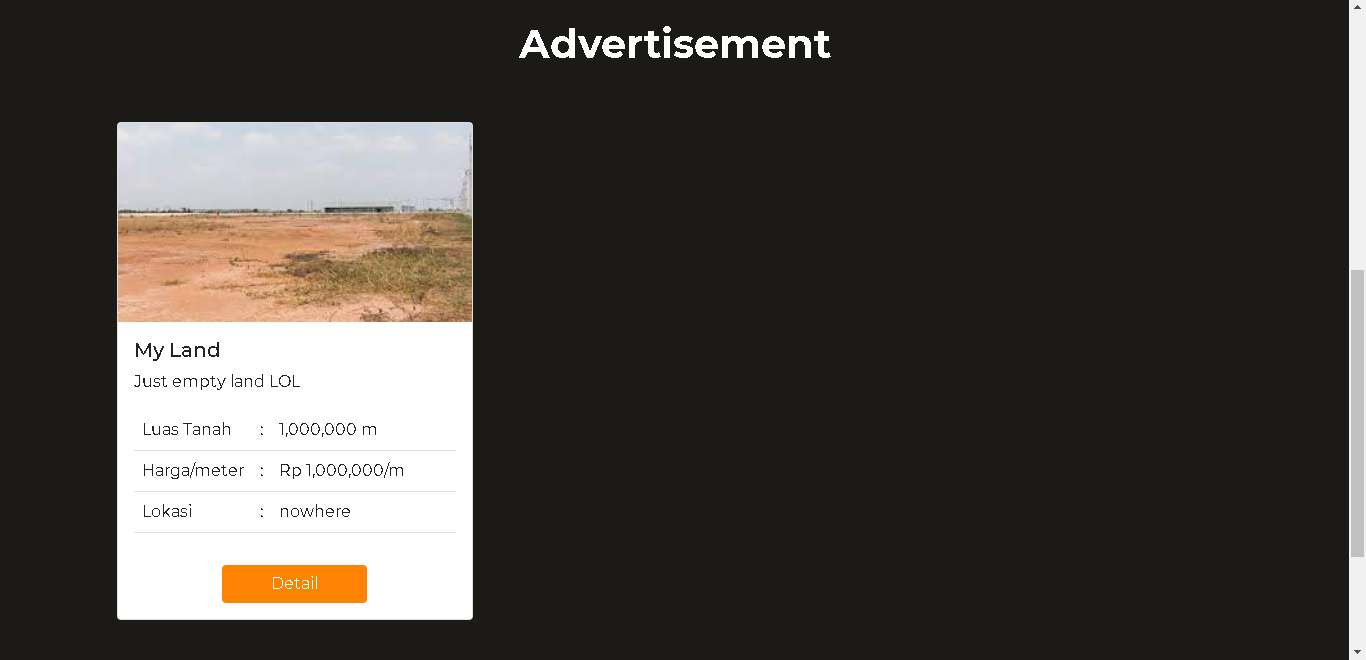 Advertisement
My Land
Just empty land LOL
Luas Tanah : 1,000,000 m
Harga/meter : Rp 1,000,000/m
Lokasi : nowhere
Detail